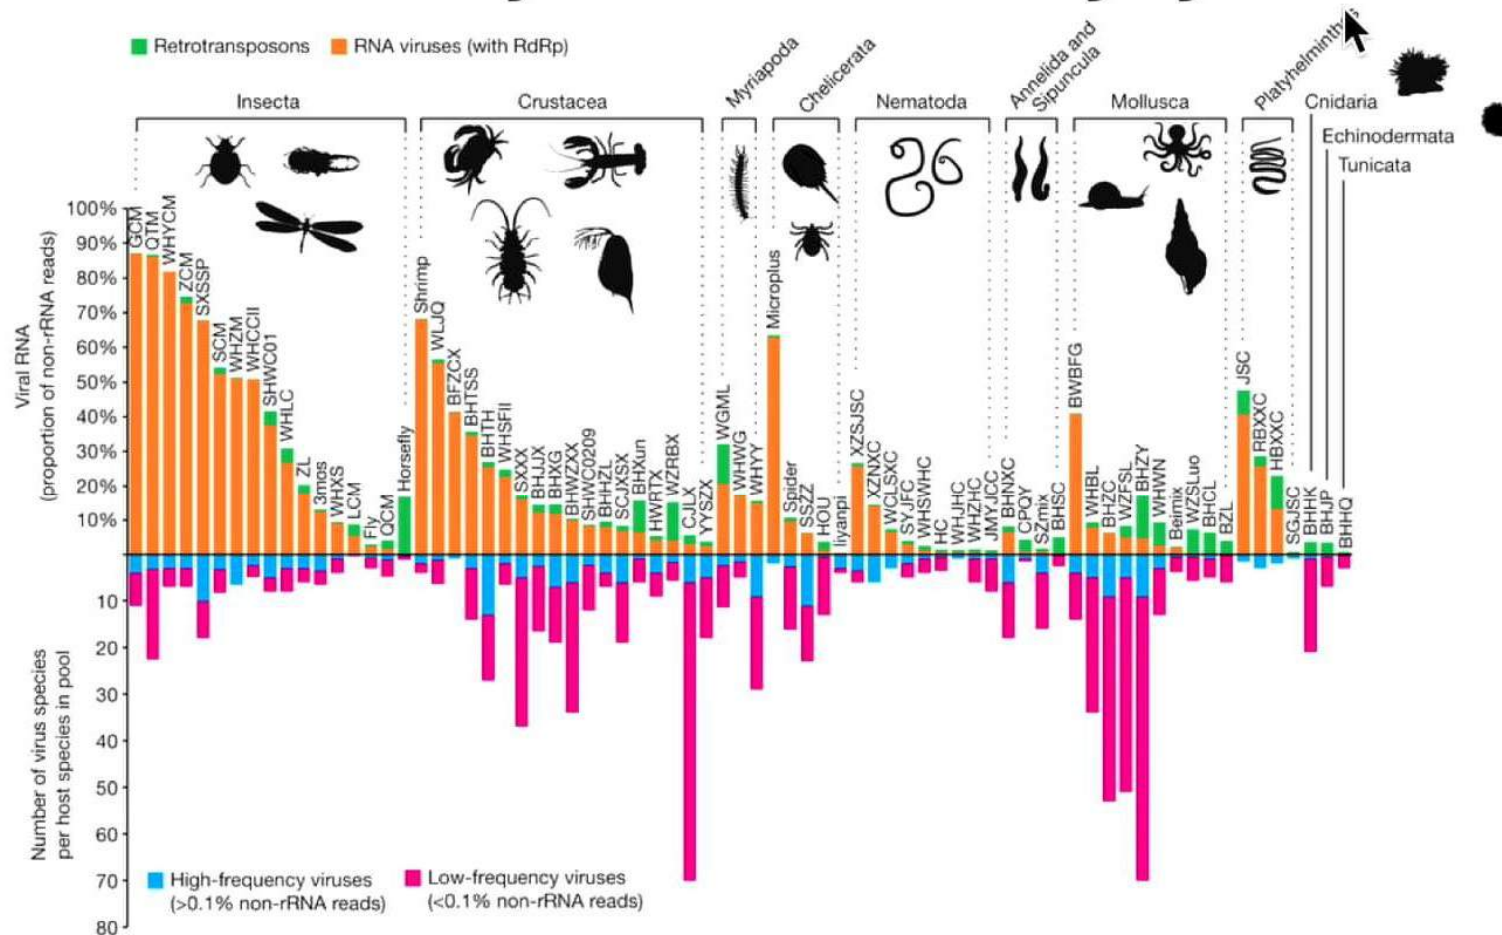 Retrotransposons
RNA viruses (with RdRp)
Insecta
Crustacea
Myriapoda
Chelicerata
Nematoda
Annelida and
Sipuncula
Mollusca
Cnidaria
Echinodermata
Tunicata
Viral RNA
(proportion of non-rRNA reads)
100%
90%
80%
70%
60%
50%
40%
30%
20%
10%
GCM
QTM
WHYCM
ZCM
SXSSP
SCM
WHZM
WHCCII
SHWC01
WHLC
ZL
3mos
WHXS
LCM
Fly
QCM
Horsefly
Shrimp
WLJQ
BFZCX
BHTSS
BHTH
WHSFII
SXXX
BHJJX
BHXG
BHWZXX
SHWC0209
BHHZL
SCJXSX
BHXun
HWRTX
WZRBX
CJLX
YYSZX
WGML
WHWG
WHYY
Microplus
Spider
SSZZ
HOU
liyanpi
XZSJSC
XZNXC
WCLSXC
SYJFC
WHSWHC
HC
WHJHC
WHZHC
JMYJCC
BHNXC
CPQY
SZmix
BHSC
BWBFG
WHBL
BHZC
WZFSL
BHZY
WHWN
Beimix
WZSLuo
BHCL
BZL
JSC
RBXXC
HBXXC
SGJSC
BHHK
BHJP
BHHQ
Number of virus species
per host species in pool
10
20
30
40
50
60
70
80
High-frequency viruses
(>0.1% non-rRNA reads)
Low-frequency viruses
(<0.1% non-rRNA reads)